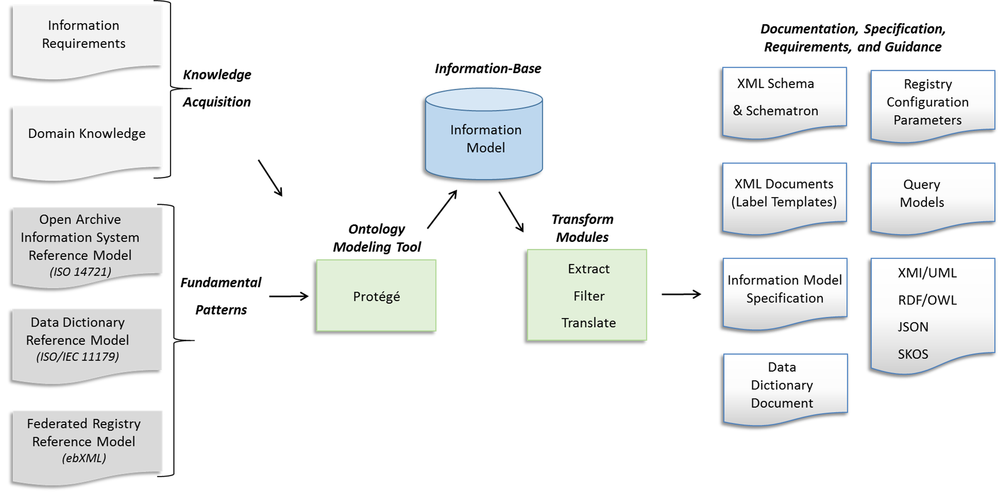 Information
Requirements
Domain Knowledge
Knowledge
Acquisition
Open Archive
Information System
Reference Model
(ISO 14721)
Data Dictionary
Reference Model
(ISO/IEC 11179)
Federated Registry
Reference Model
(ebXML)
Fundamental
Patterns
Ontology
Modeling Tool
Protégé
Information-Base
Information
Model
Transform
Modules
Extract
Filter
Translate
Documentation, Specification,
Requirements, and Guidance
XML Schema
& Schematron
Registry
Configuration
Parameters
XML Documents
(Label Templates)
Query
Models
Information Model
Specification
XMI/UML
RDF/OWL
JSON
SKOS
Data
Dictionary
Document